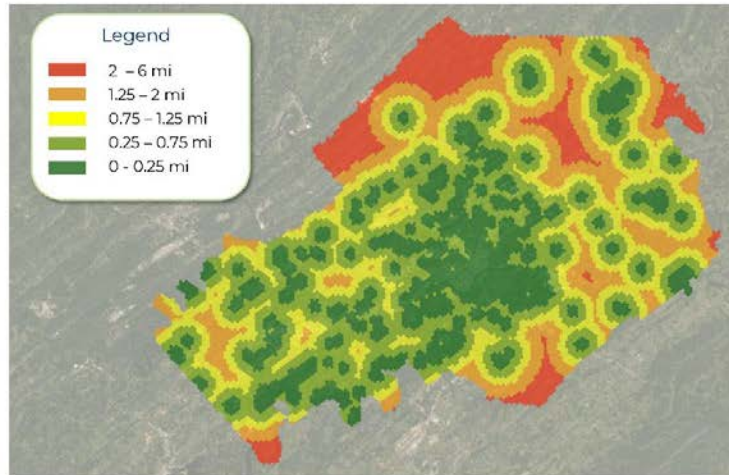 Legend
2 – 6 mi
1.25 – 2 mi
0.75 – 1.25 mi
0.25 – 0.75 mi
0 - 0.25 mi